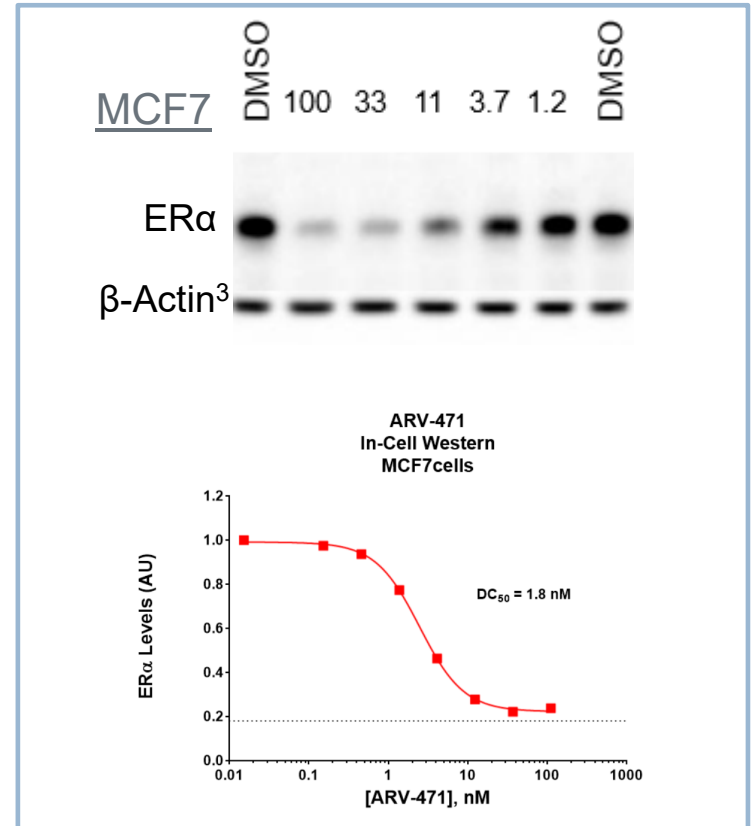 MCF7 DMSO 100 33 11 3.7 1.2 DMSO
ERα
β-Actin³
ARV-471
In-Cell Western
MCF7cells
1.2
1.0
0.8
0.6
0.4
0.2
0.0
ERα Levels (AU)
DC₅₀ = 1.8 nM
0.01 0.1 1 10 100 1000
[ARV-471], nM